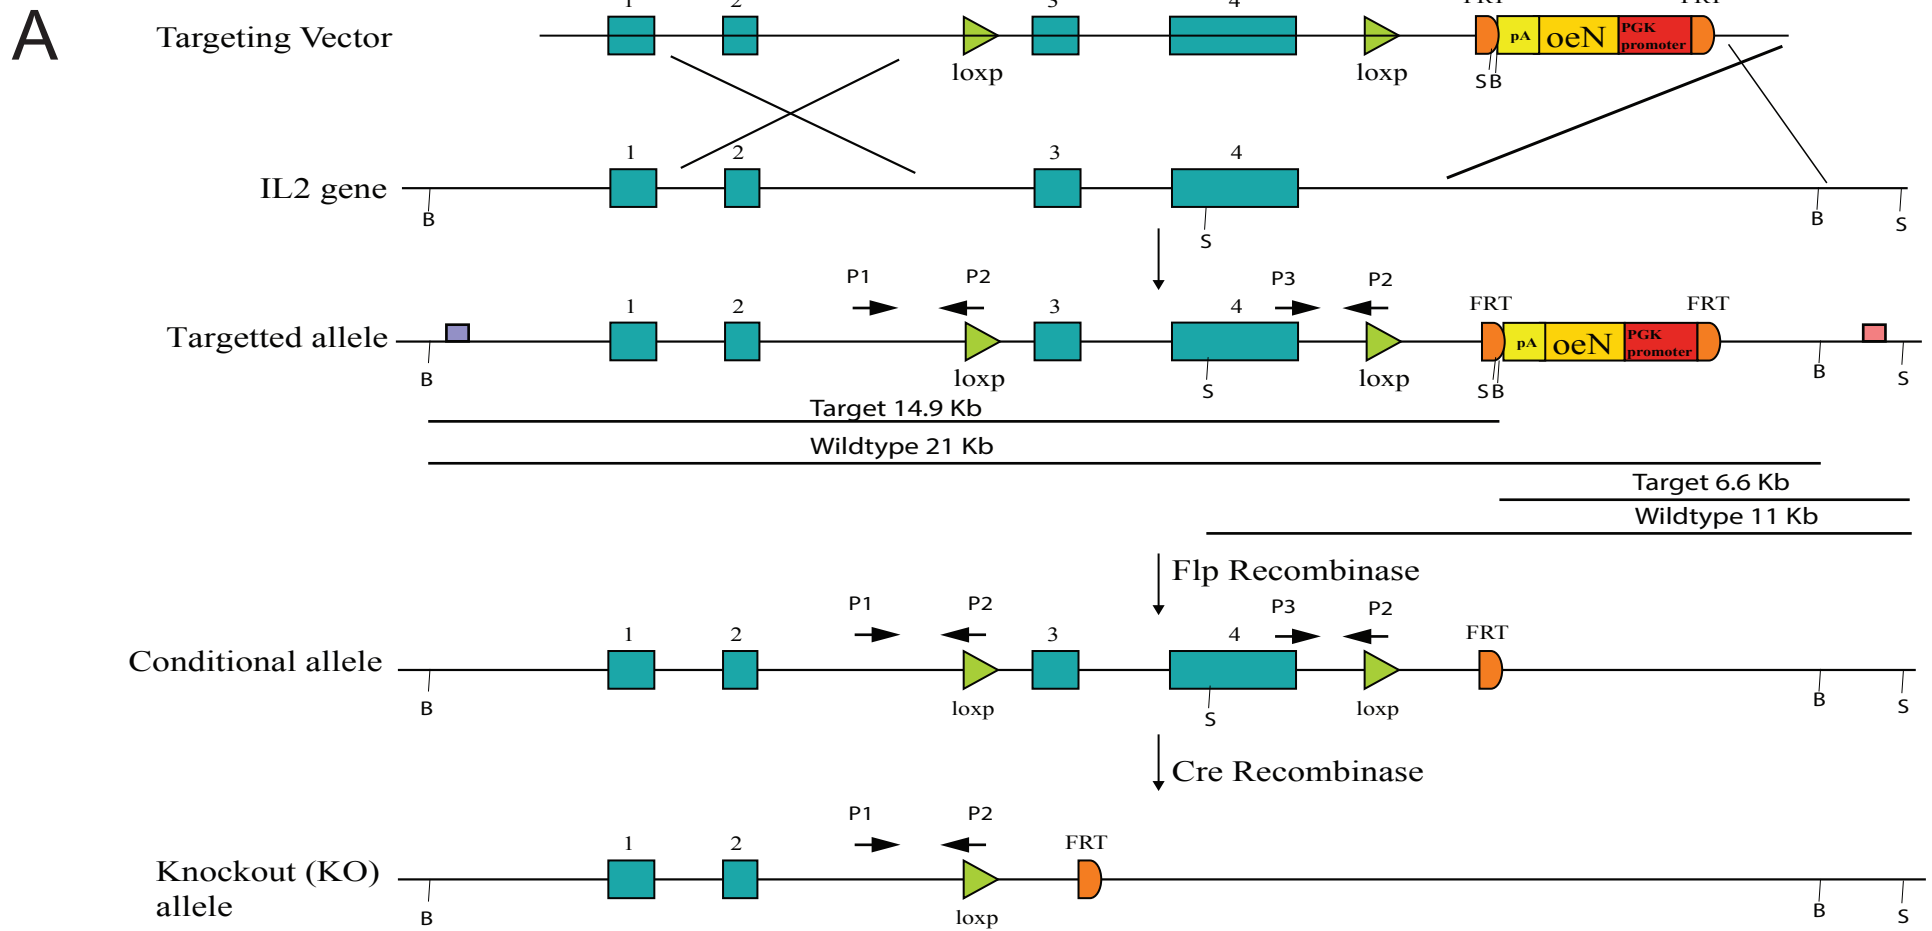 A
1 2 3 4 FRT FRT
Targeting Vector
pA oeN PGK promoter
loxp loxp
S B
1 2 3 4
IL2 gene
B S B S
P1 P2 P3 P2
1 2 4 FRT FRT
3
Targetted allele
pA oeN PGK promoter
B loxp S loxp S B B S
Target 14.9 Kb
Wildtype 21 Kb
Target 6.6 Kb
Wildtype 11 Kb
Flp Recombinase
P1 P2 P3 P2
1 2 3 4 FRT
Conditional allele
B loxp S loxp B S
Cre Recombinase
P1 P2
1 2 FRT
Knockout (KO)
allele
B loxp B S